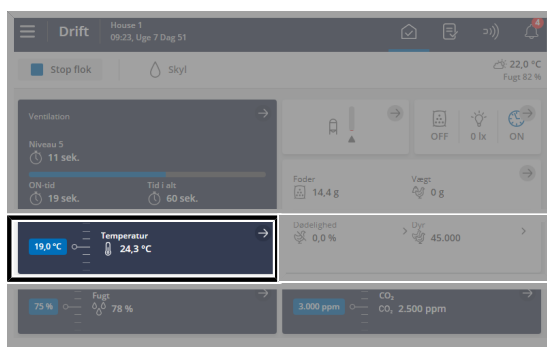 Drift
House 1
09:23, Uge 7 Dag 51
4
Stop flok
Skyl
22,0 °C
Fugt 82 %
Ventilation
Niveau 5
11 sek.
ON-tid
19 sek.
Tid i alt
60 sek.
OFF
0 lx
ON
Foder
14,4 g
Vægt
0 g
19,0 °C
Temperatur
24,3 °C
Dødelighed
0,0 %
Dyr
45.000
75 %
Fugt
78 %
3.000 ppm
CO₂
CO₂ 2.500 ppm